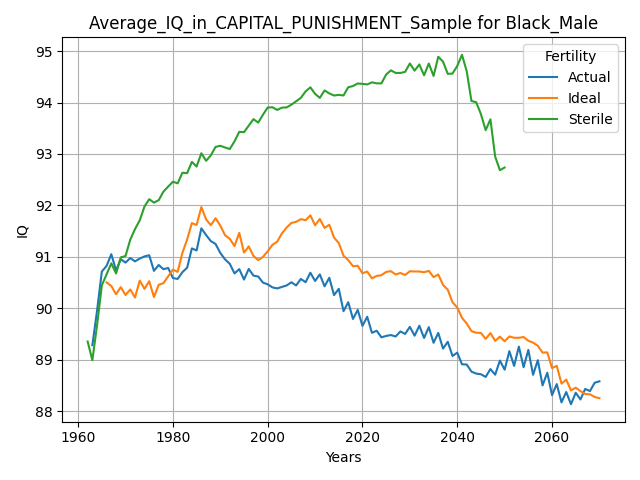 Average_IQ_in_CAPITAL_PUNISHMENT_Sample for Black_Male
95
94
93
92
91
90
89
88
IQ
Fertility
Actual
Ideal
Sterile
1960
1980
2000
2020
2040
2060
Years